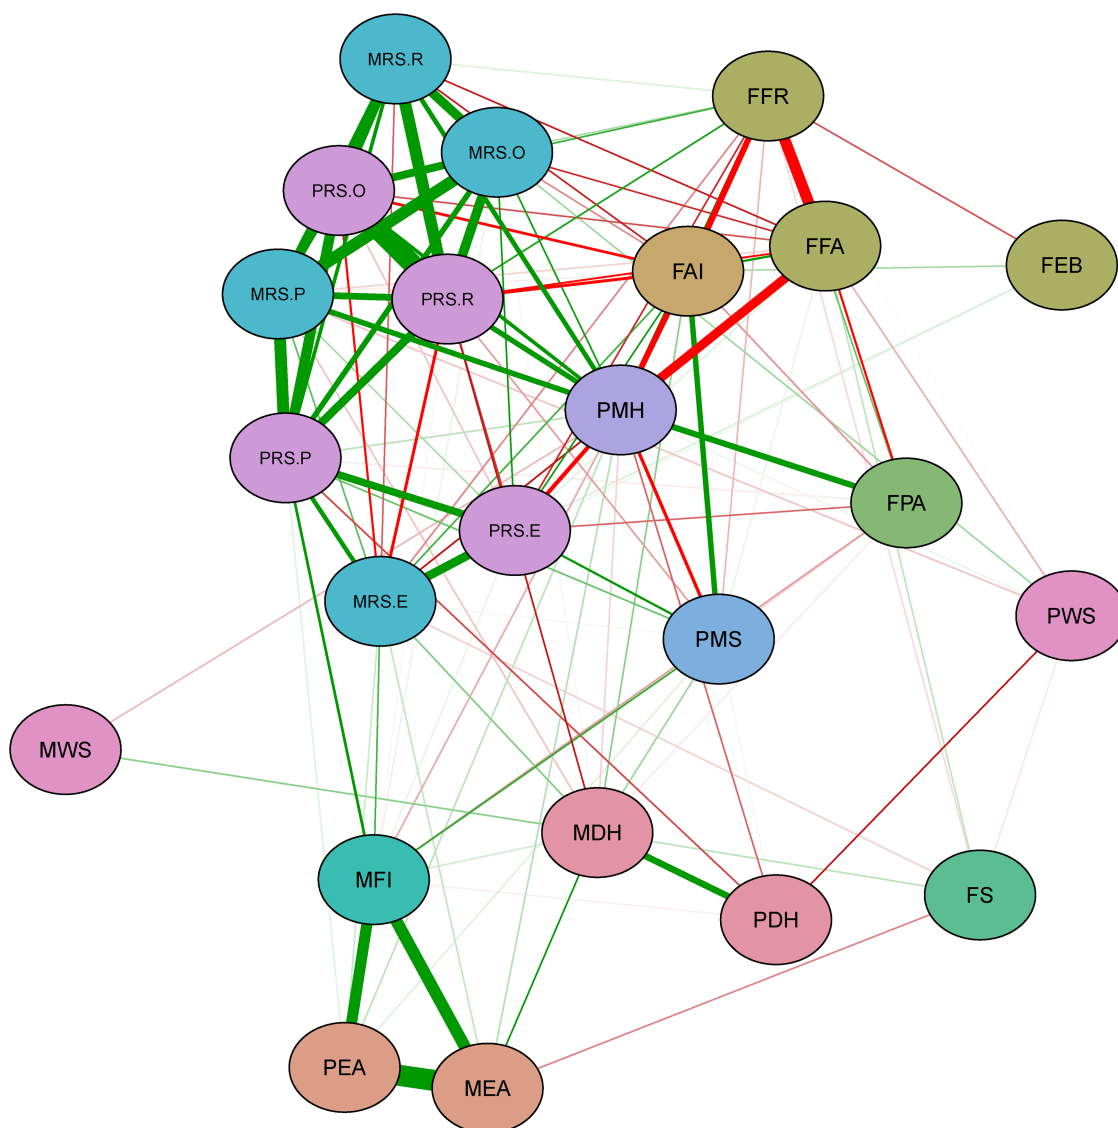 MRS.R
FFR
MRS.O
PRS.O
FFA
FEB
FAI
MRS.P
PRS.R
PMH
PRS.P
FPA
PRS.E
MRS.E
PWS
PMS
MWS
MDH
MFI
FS
PDH
PEA
MEA